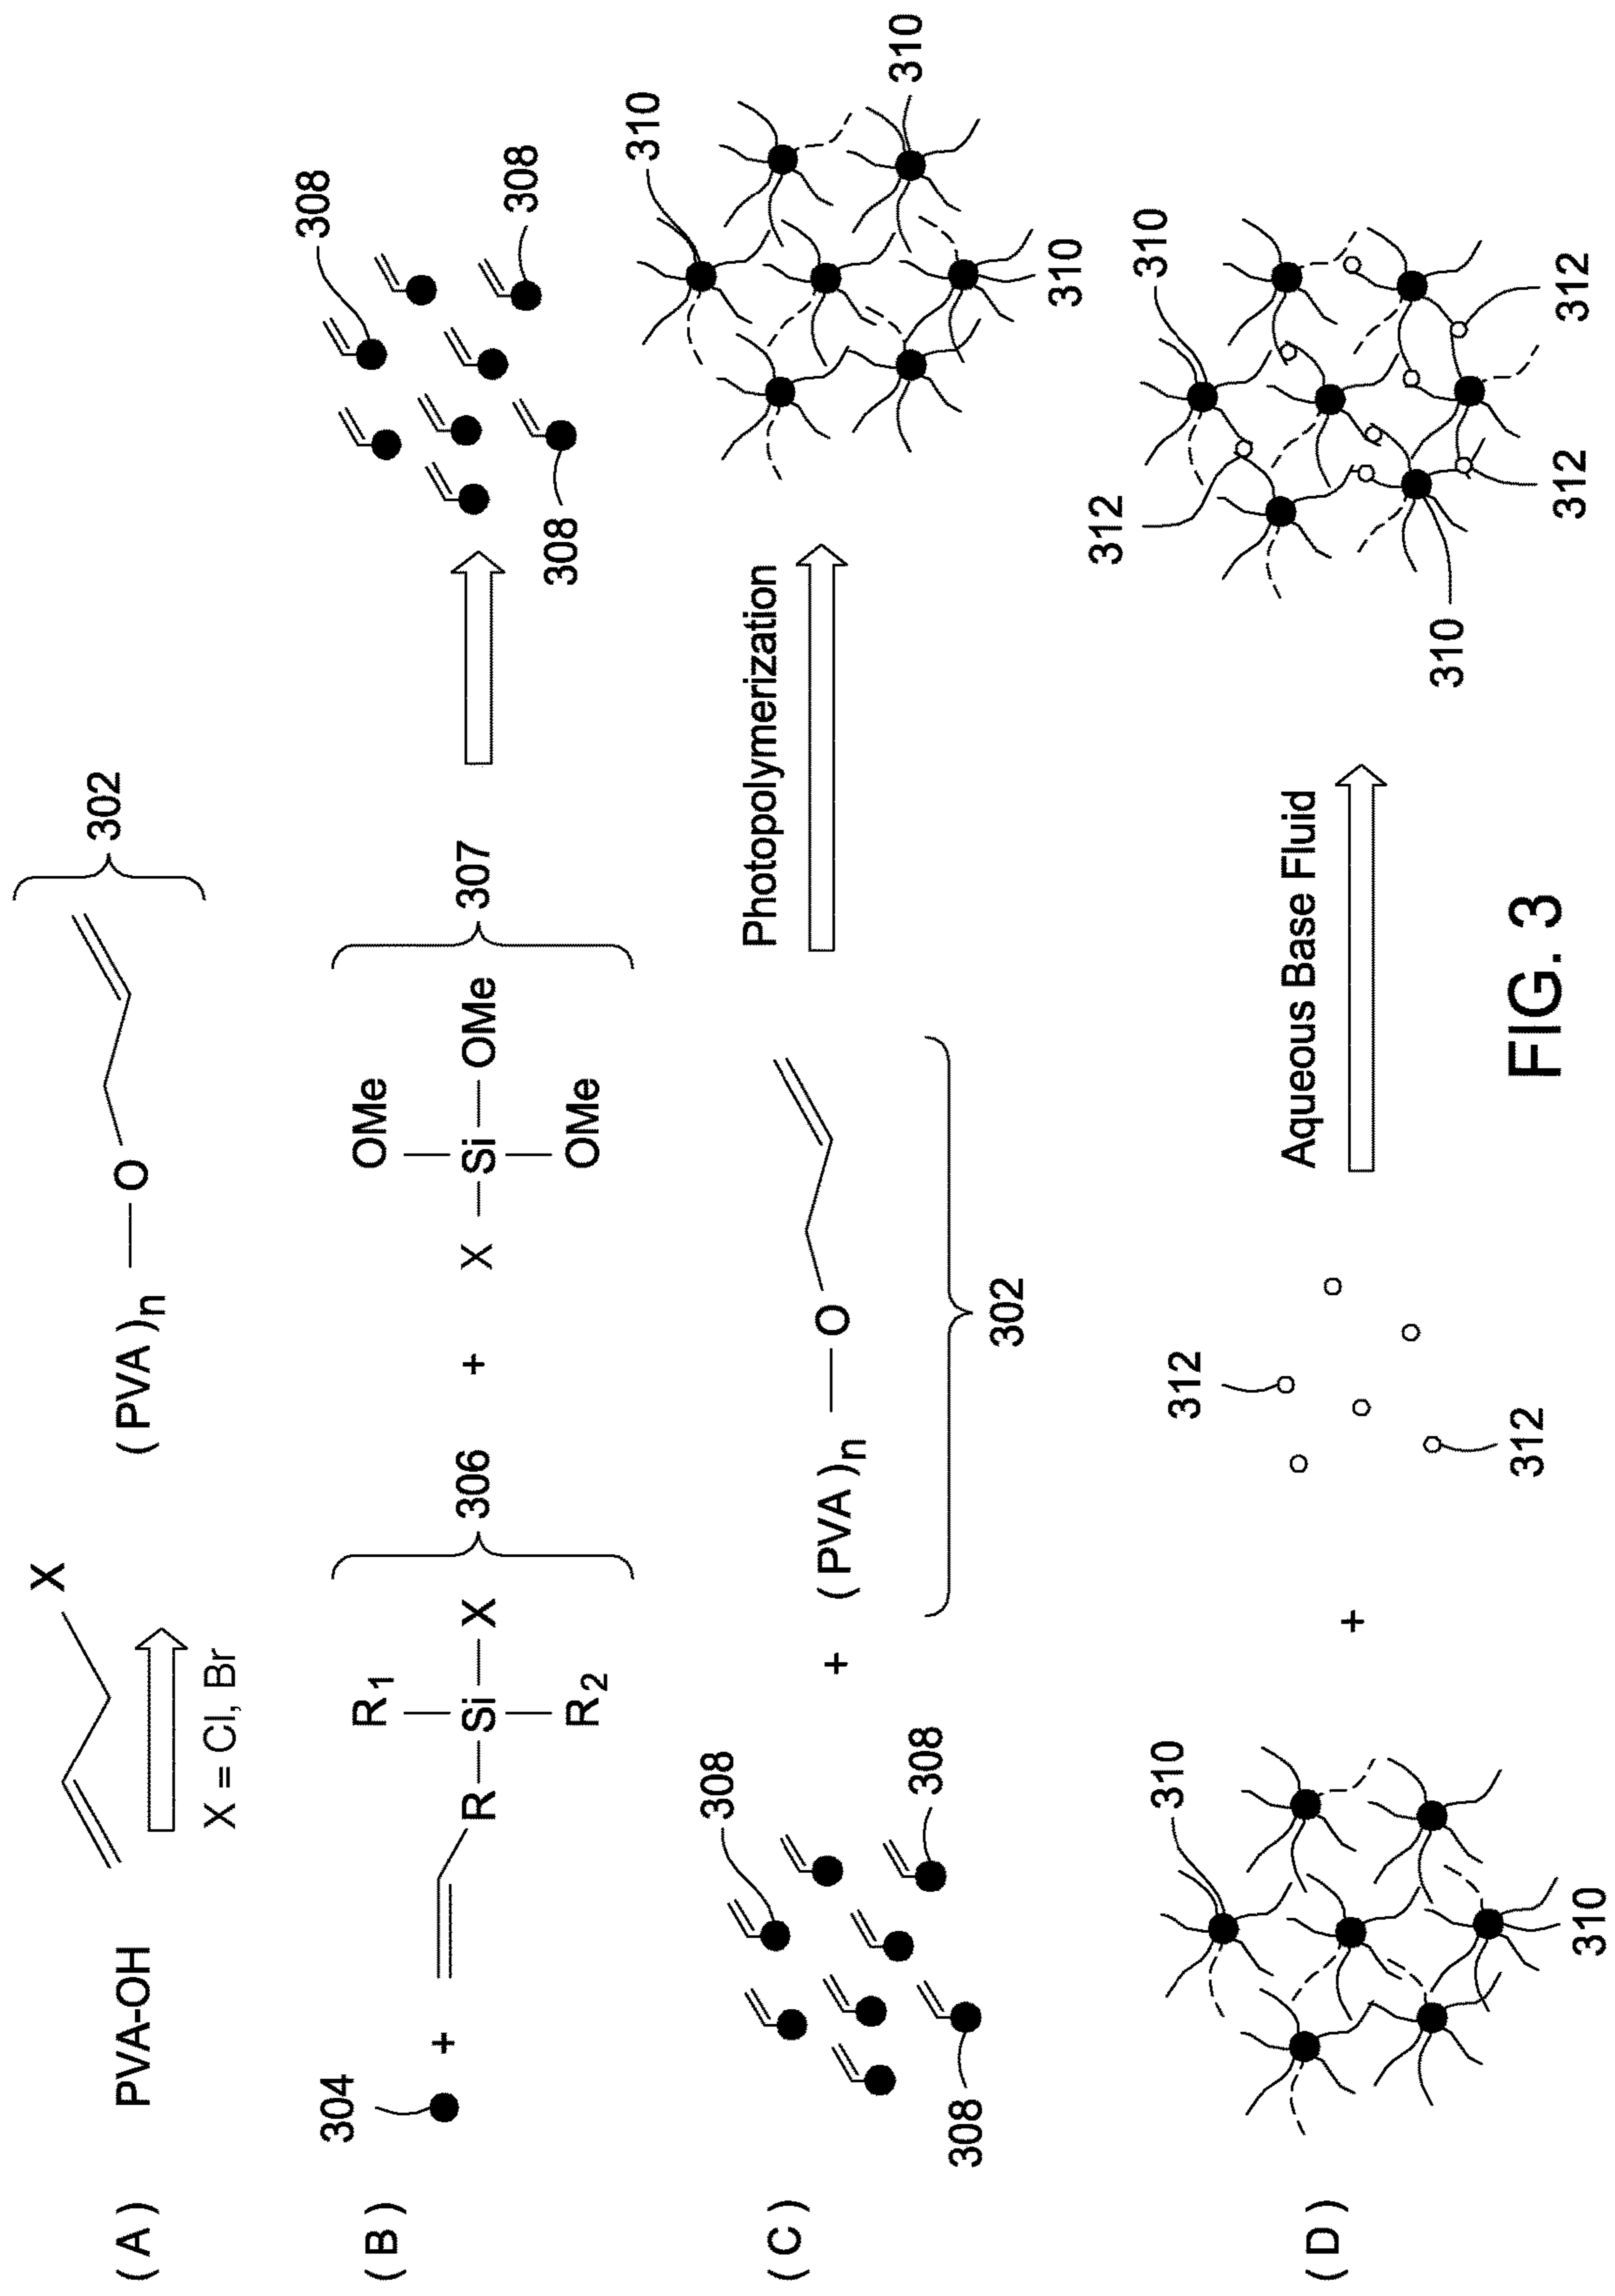 ( A )
PVA-OH
X
X = Cl, Br
( PVA )n
O
302
( B )
304
+
R
R1
Si
X
R2
306
+
X
OMe
Si
OMe
OMe
307
308
308
308
( C )
308
308
308
+
( PVA )n
O
302
Photopolymerization
310
310
310
( D )
310
310
+
312
312
Aqueous Base Fluid
310
312
312
312
310
FIG. 3